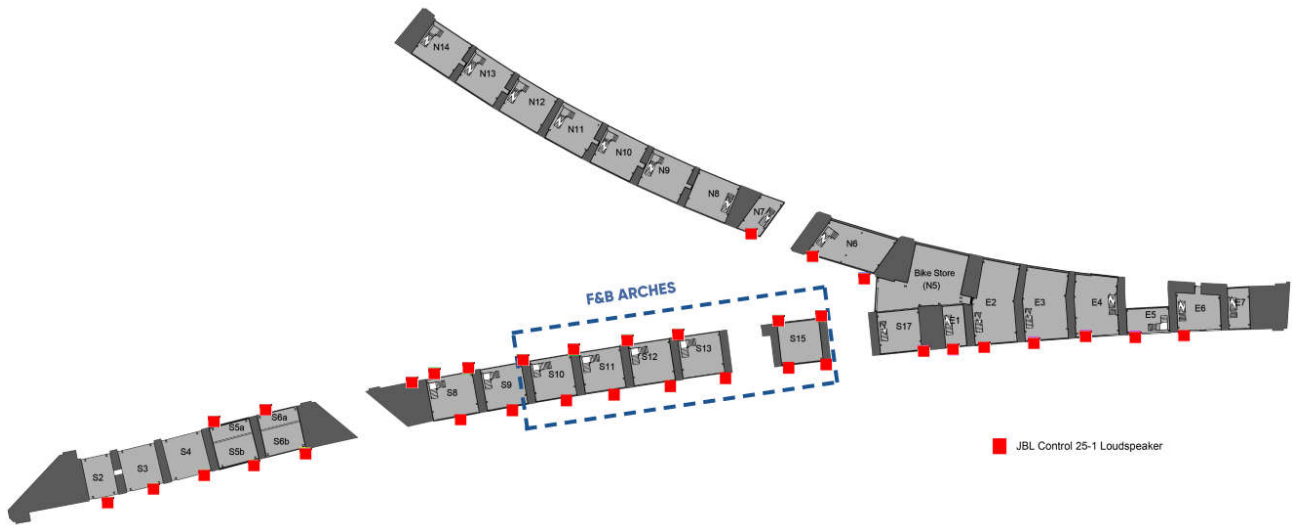 N14
N13
N12
N11
N10
N9
N8
N7
N6
Bike Store
(N5)
E2
E3
E4
E5
E6
E7
S17
E1
F&B ARCHES
S15
S13
S12
S11
S10
S9
S8
S6a
S6b
S5a
S5b
S4
S3
S2
JBL Control 25-1 Loudspeaker